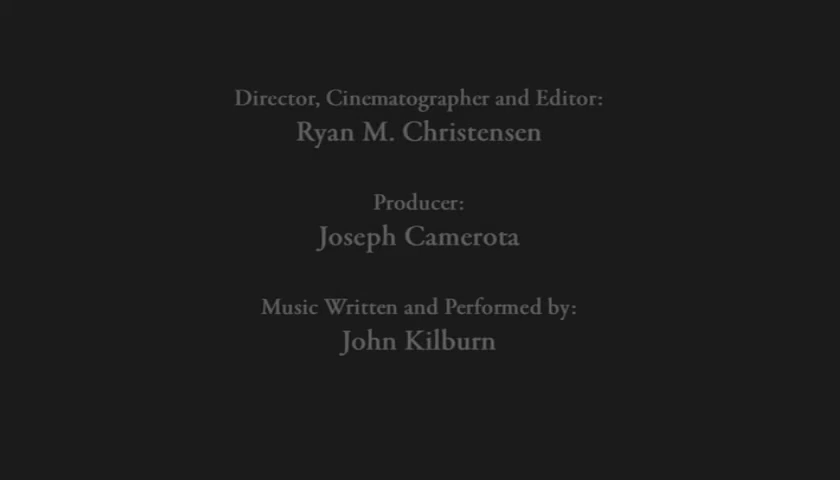 Director, Cinematographer and Editor:
Ryan M. Christensen
Producer:
Joseph Camerota
Music Written and Performed by:
John Kilburn